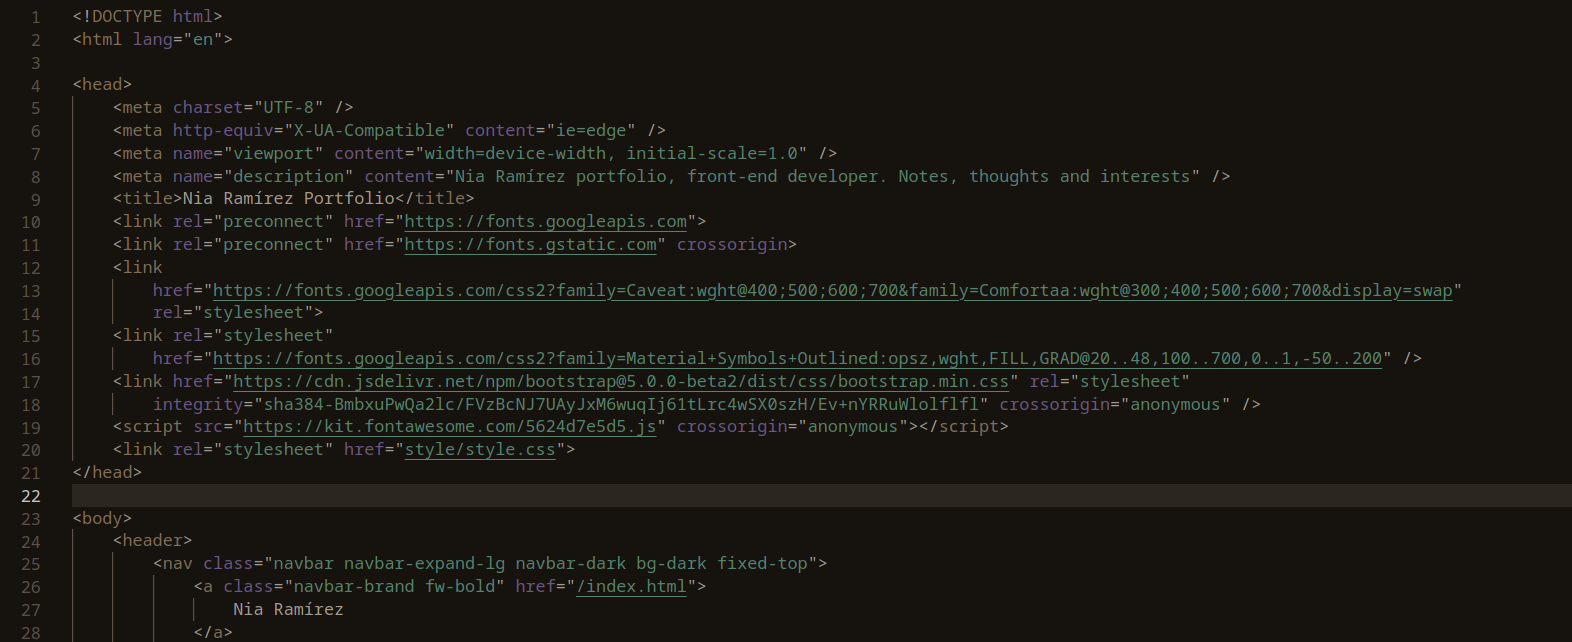 1 <!DOCTYPE html>
2 <html lang="en">
3
4 <head>
5 <meta charset="UTF-8" />
6 <meta http-equiv="X-UA-Compatible" content="ie=edge" />
7 <meta name="viewport" content="width=device-width, initial-scale=1.0" />
8 <meta name="description" content="Nia Ramírez portfolio, front-end developer. Notes, thoughts and interests" />
9 <title>Nia Ramírez Portfolio</title>
10 <link rel="preconnect" href="https://fonts.googleapis.com">
11 <link rel="preconnect" href="https://fonts.gstatic.com" crossorigin>
12 <link
13 href="https://fonts.googleapis.com/css2?family=Caveat:wght@400;500;600;700&family=Comfortaa:wght@300;400;500;600;700&display=swap"
14 rel="stylesheet">
15 <link rel="stylesheet"
16 href="https://fonts.googleapis.com/css2?family=Material+Symbols+Outlined:opsz,wght,FILL,GRAD@20..48,100..700,0..1,-50..200" />
17 <link href="https://cdn.jsdelivr.net/npm/bootstrap@5.0.0-beta2/dist/css/bootstrap.min.css" rel="stylesheet"
18 integrity="sha384-BmbxuPwQa2lc/FVzBcNJ7UAyJxM6wuqIj61tLrc4wSX0szH/Ev+nYRRuWlolflfl" crossorigin="anonymous" />
19 <script src="https://kit.fontawesome.com/5624d7e5d5.js" crossorigin="anonymous"></script>
20 <link rel="stylesheet" href="style/style.css">
21 </head>
22
23 <body>
24 <header>
25 <nav class="navbar navbar-expand-lg navbar-dark bg-dark fixed-top">
26 <a class="navbar-brand fw-bold" href="/index.html">
27 Nia Ramírez
28 </a>